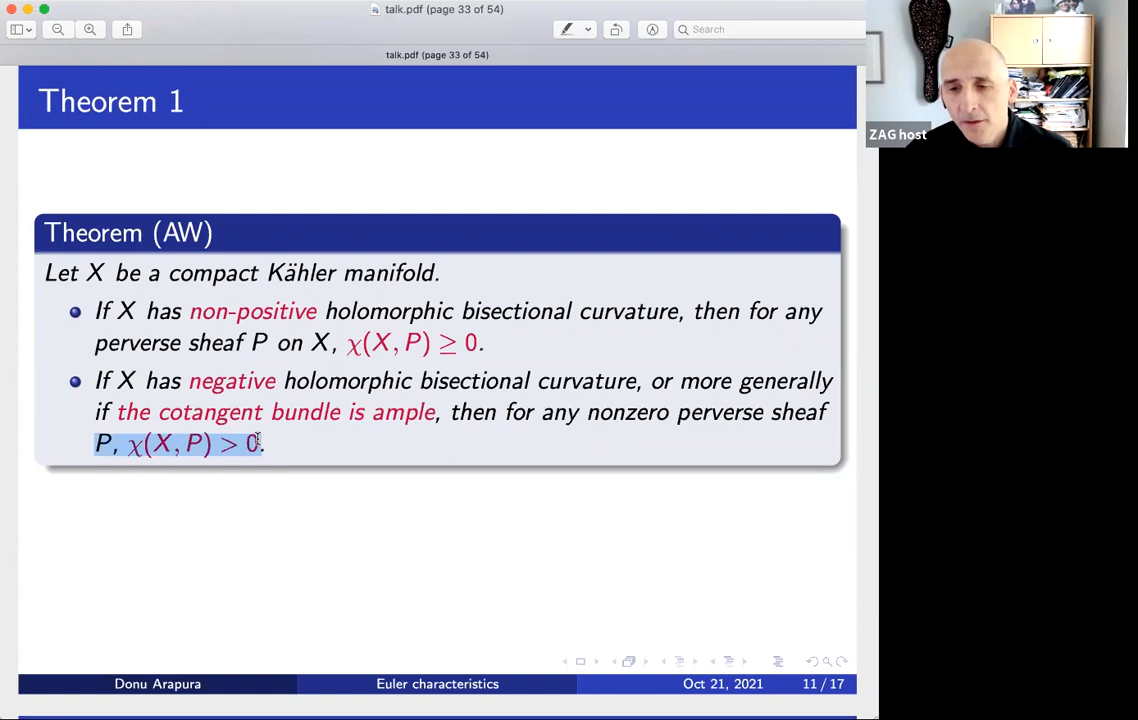 talk.pdf (page 33 of 54)
Search
talk.pdf (page 33 of 54)
Theorem 1
ZAG host
Theorem (AW)
Let X be a compact Kähler manifold.
If X has non-positive holomorphic bisectional curvature, then for any
perverse sheaf P on X, χ(X, P) ≥ 0.
If X has negative holomorphic bisectional curvature, or more generally
if the cotangent bundle is ample, then for any nonzero perverse sheaf
P, χ(X, P) > 0.
Donu Arapura Euler characteristics Oct 21, 2021 11 / 17